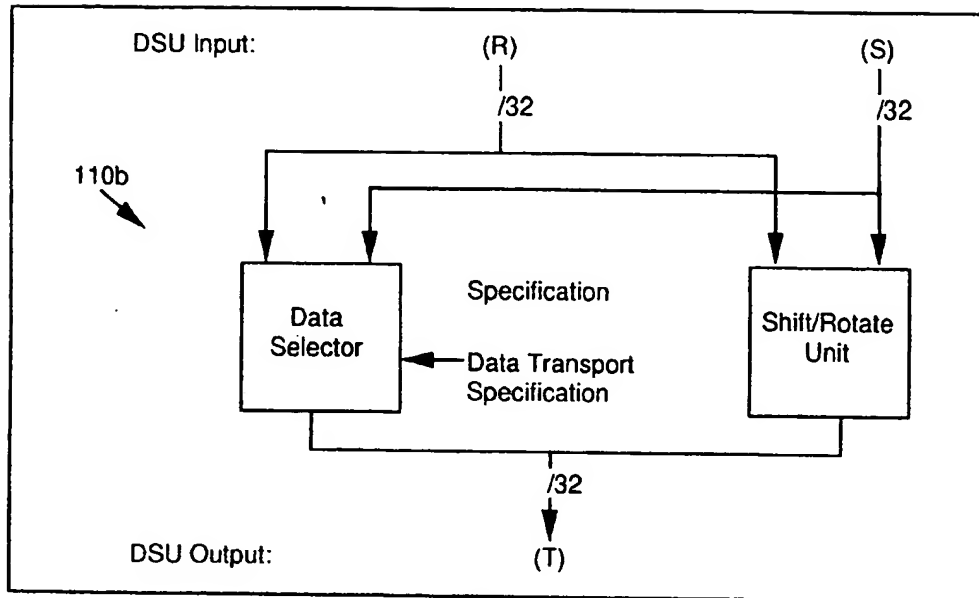 DSU Input:
(R)
(S)
/32
/32
110b
Specification
Data
Selector
Data Transport
Specification
Shift/Rotate
Unit
/32
DSU Output:
(T)